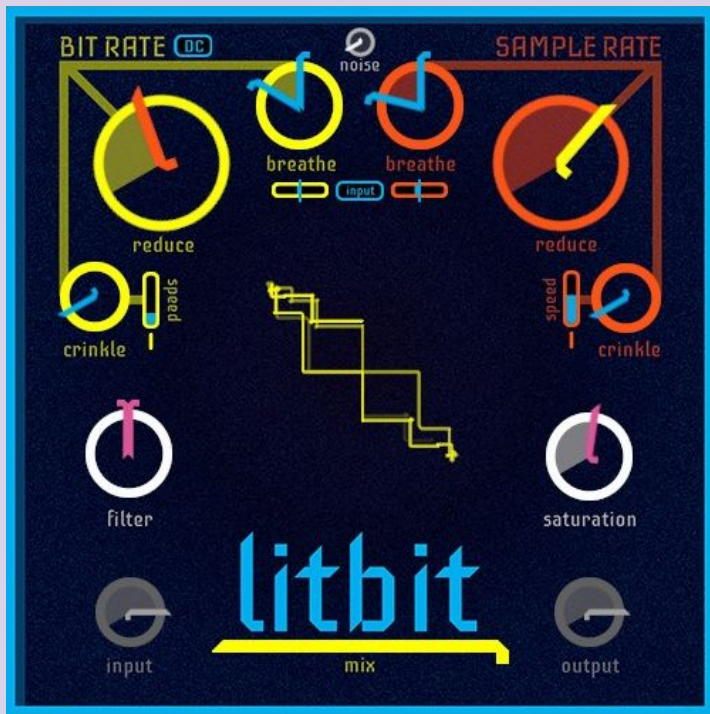 BIT RATE DC
noise
SAMPLE RATE
breathe
breathe
input
reduce
reduce
speed
speed
crinkle
crinkle
filter
saturation
litbit
input
mix
output